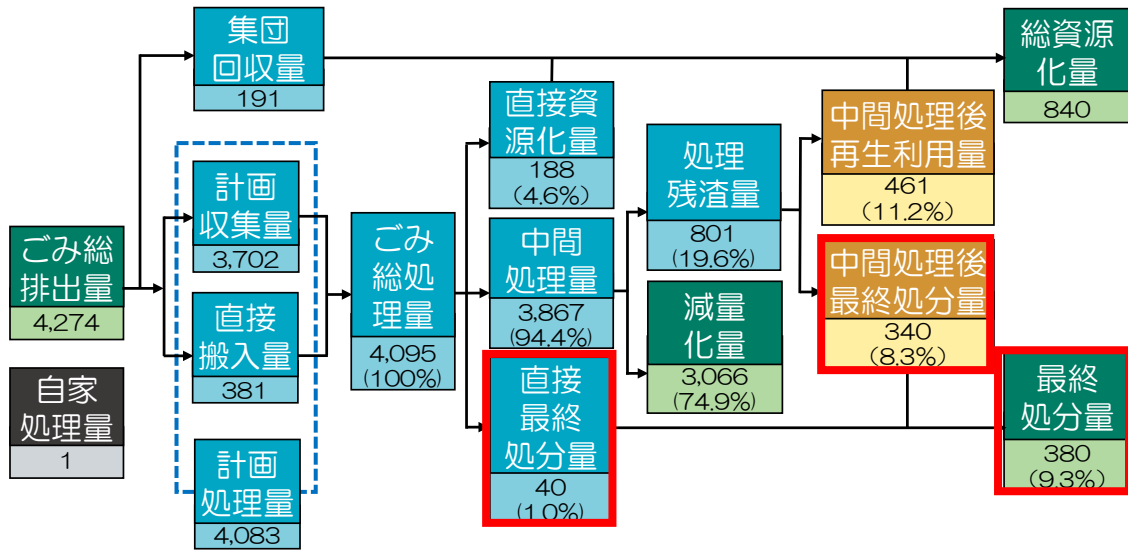 集団
回収量
191
総資源
化量
840
直接資
源化量
188
(4.6%)
中間処理後
再生利用量
461
(11.2%)
処理
残渣量
801
(19.6%)
計画
収集量
3,702
ごみ総
排出量
4,274
ごみ
総処
理量
4,095
(100%)
中間
処理量
3,867
(94.4%)
中間処理後
最終処分量
340
(8.3%)
減量
化量
3,066
(74.9%)
直接
搬入量
381
直接
最終
処分量
40
(1.0%)
最終
処分量
380
(9.3%)
自家
処理量
1
計画
処理量
4,083